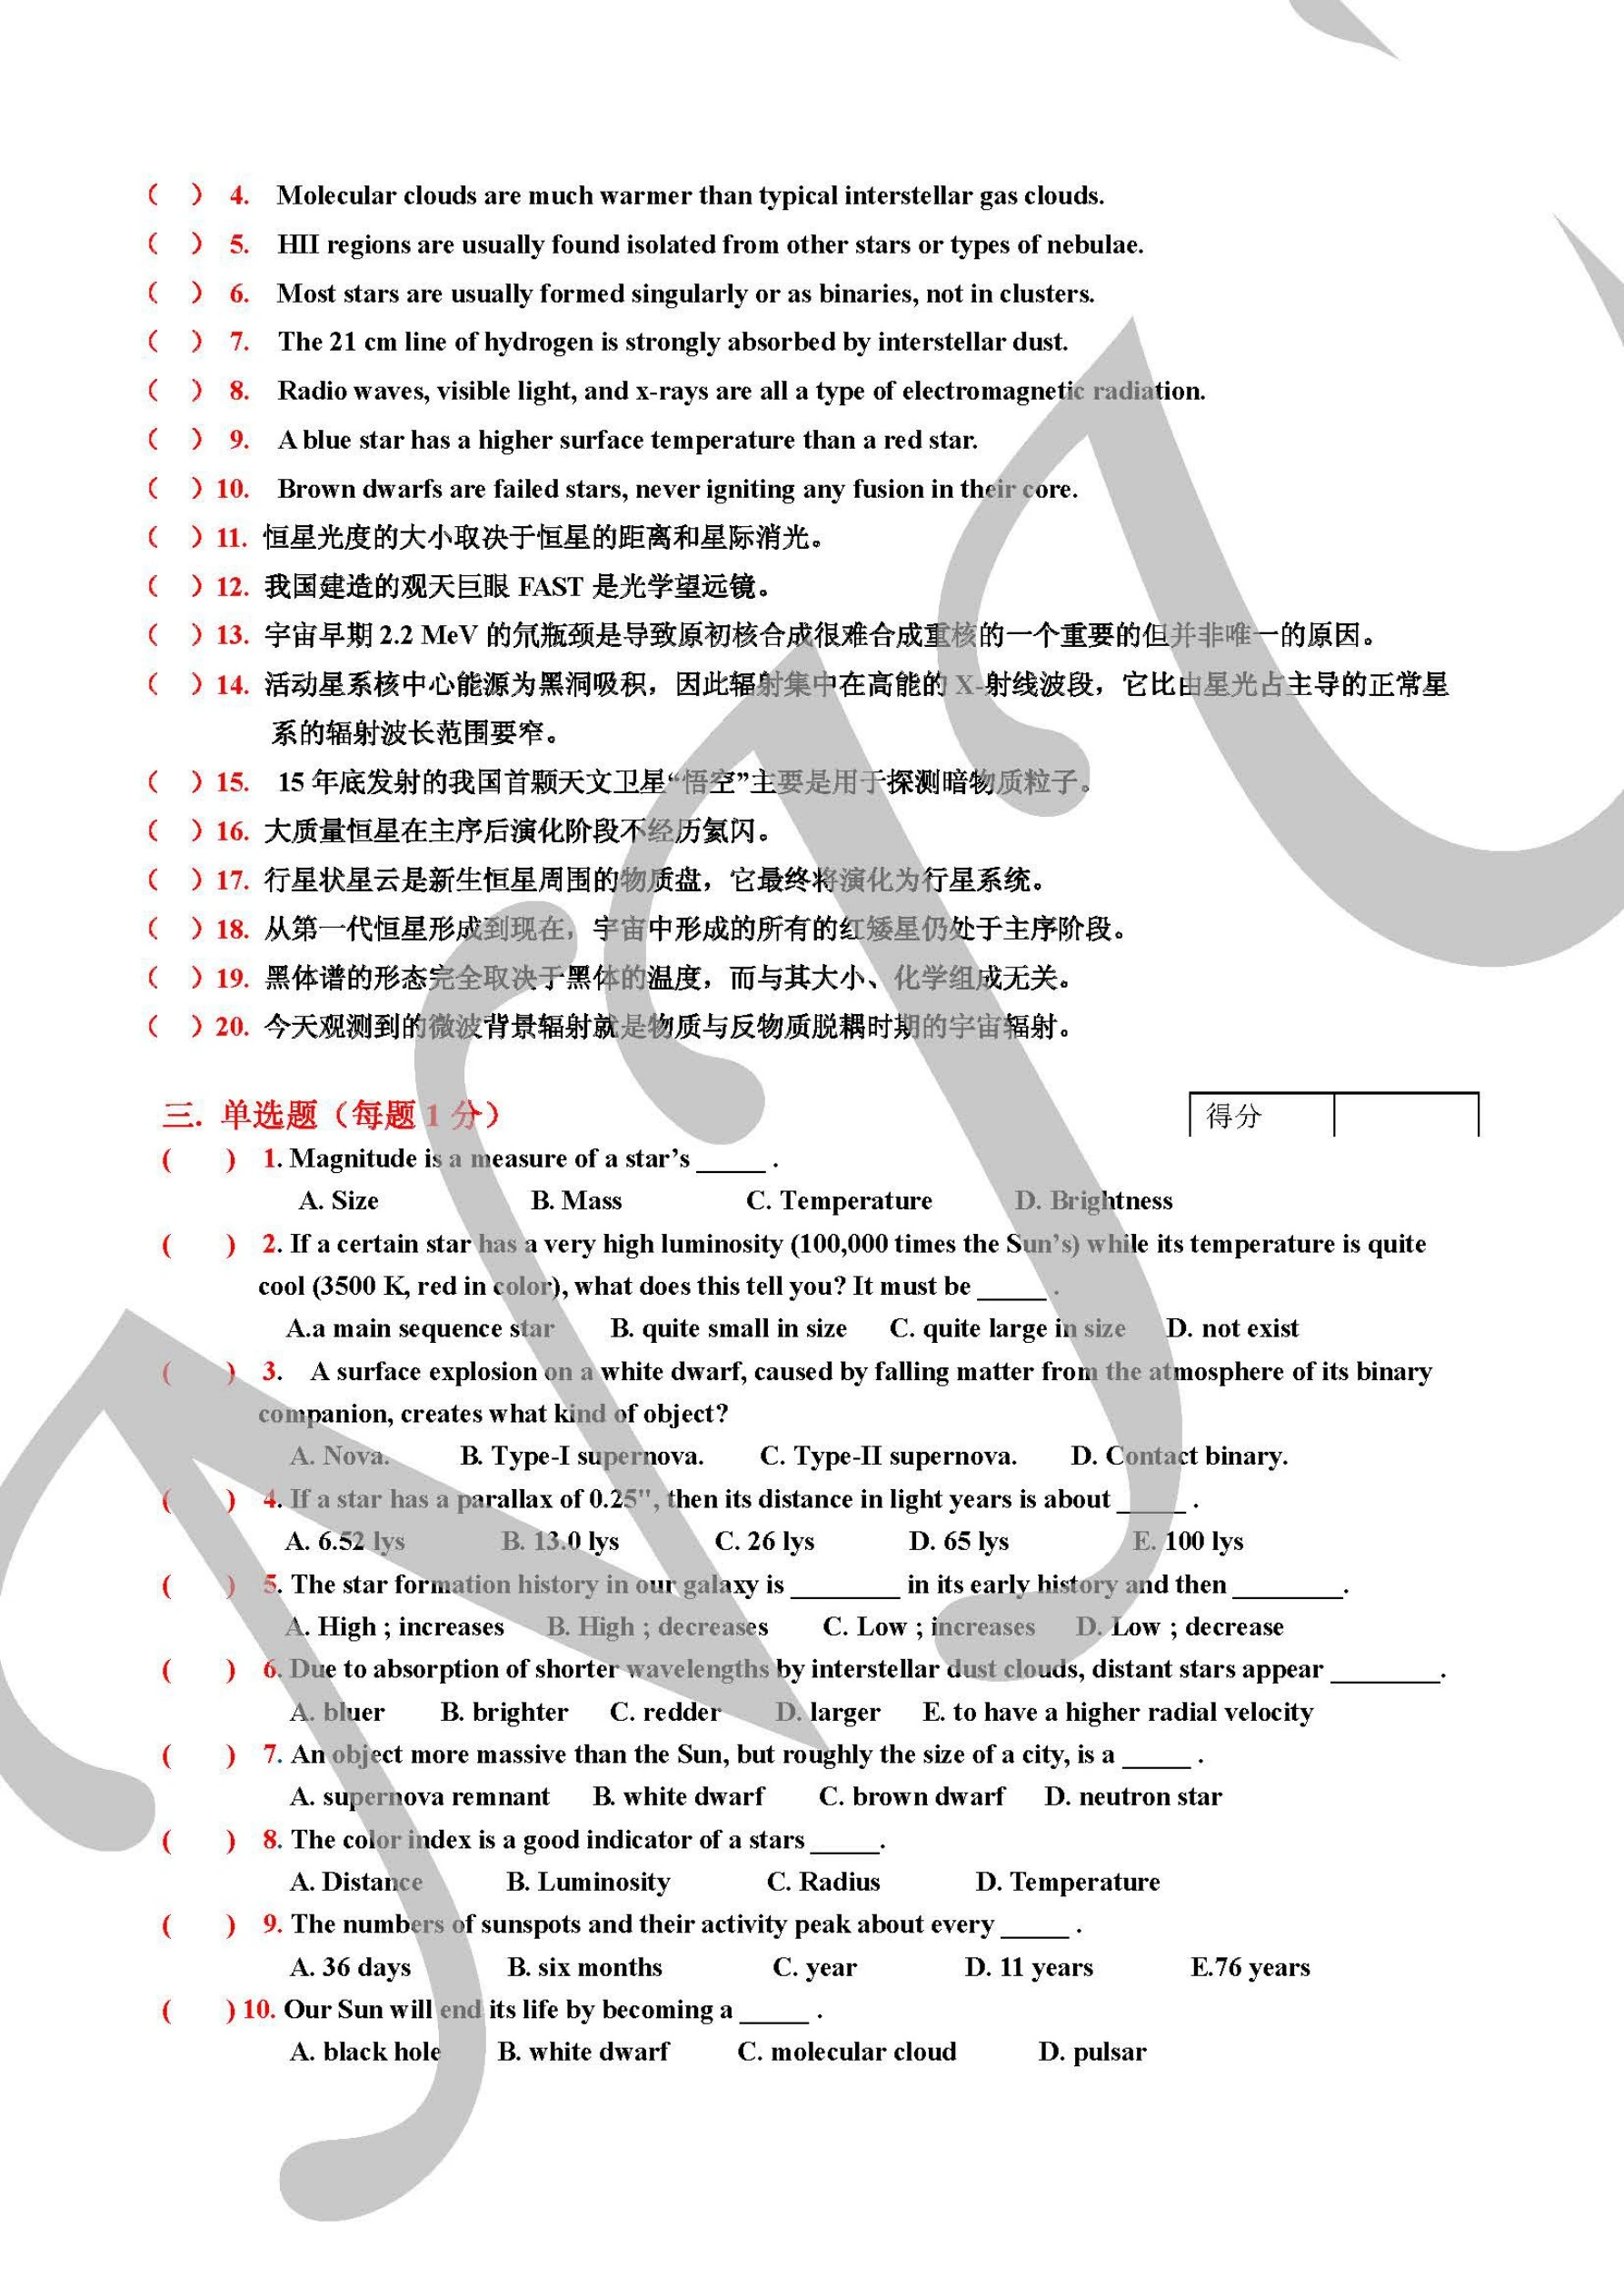 ( ) 4. Molecular clouds are much warmer than typical interstellar gas clouds.
( ) 5. HII regions are usually found isolated from other stars or types of nebulae.
( ) 6. Most stars are usually formed singularly or as binaries, not in clusters.
( ) 7. The 21 cm line of hydrogen is strongly absorbed by interstellar dust.
( ) 8. Radio waves, visible light, and x-rays are all a type of electromagnetic radiation.
( ) 9. A blue star has a higher surface temperature than a red star.
( ) 10. Brown dwarfs are failed stars, never igniting any fusion in their core.
( ) 11. 恒星光度的大小取决于恒星的距离和星际消光。
( ) 12. 我国建造的观天巨眼 FAST 是光学望远镜。
( ) 13. 宇宙早期 2.2 MeV 的氘瓶颈是导致原初核合成很难合成重核的一个重要的但并非唯一的原因。
( ) 14. 活动星系核中心能源为黑洞吸积，因此辐射集中在高能的 X-射线波段，它比由星光占主导的正常星
系的辐射波长范围要窄。
( ) 15. 15 年底发射的我国首颗天文卫星“悟空”主要是用于探测暗物质粒子。
( ) 16. 大质量恒星在主序后演化阶段不经历氦闪。
( ) 17. 行星状星云是新生恒星周围的物质盘，它最终将演化为行星系统。
( ) 18. 从第一代恒星形成到现在，宇宙中形成的所有的红矮星仍处于主序阶段。
( ) 19. 黑体谱的形态完全取决于黑体的温度，而与其大小、化学组成无关。
( ) 20. 今天观测到的微波背景辐射就是物质与反物质脱耦时期的宇宙辐射。
三. 单选题（每题 1 分）
得分
( ) 1. Magnitude is a measure of a star’s _____ .
A. Size B. Mass C. Temperature D. Brightness
( ) 2. If a certain star has a very high luminosity (100,000 times the Sun’s) while its temperature is quite
cool (3500 K, red in color), what does this tell you? It must be _____ .
A.a main sequence star B. quite small in size C. quite large in size D. not exist
( ) 3. A surface explosion on a white dwarf, caused by falling matter from the atmosphere of its binary
companion, creates what kind of object?
A. Nova. B. Type-I supernova. C. Type-II supernova. D. Contact binary.
( ) 4. If a star has a parallax of 0.25", then its distance in light years is about _____ .
A. 6.52 lys B. 13.0 lys C. 26 lys D. 65 lys E. 100 lys
( ) 5. The star formation history in our galaxy is ________ in its early history and then ________.
A. High ; increases B. High ; decreases C. Low ; increases D. Low ; decrease
( ) 6. Due to absorption of shorter wavelengths by interstellar dust clouds, distant stars appear ________.
A. bluer B. brighter C. redder D. larger E. to have a higher radial velocity
( ) 7. An object more massive than the Sun, but roughly the size of a city, is a _____ .
A. supernova remnant B. white dwarf C. brown dwarf D. neutron star
( ) 8. The color index is a good indicator of a stars _____.
A. Distance B. Luminosity C. Radius D. Temperature
( ) 9. The numbers of sunspots and their activity peak about every _____ .
A. 36 days B. six months C. year D. 11 years E.76 years
( ) 10. Our Sun will end its life by becoming a _____ .
A. black hole B. white dwarf C. molecular cloud D. pulsar